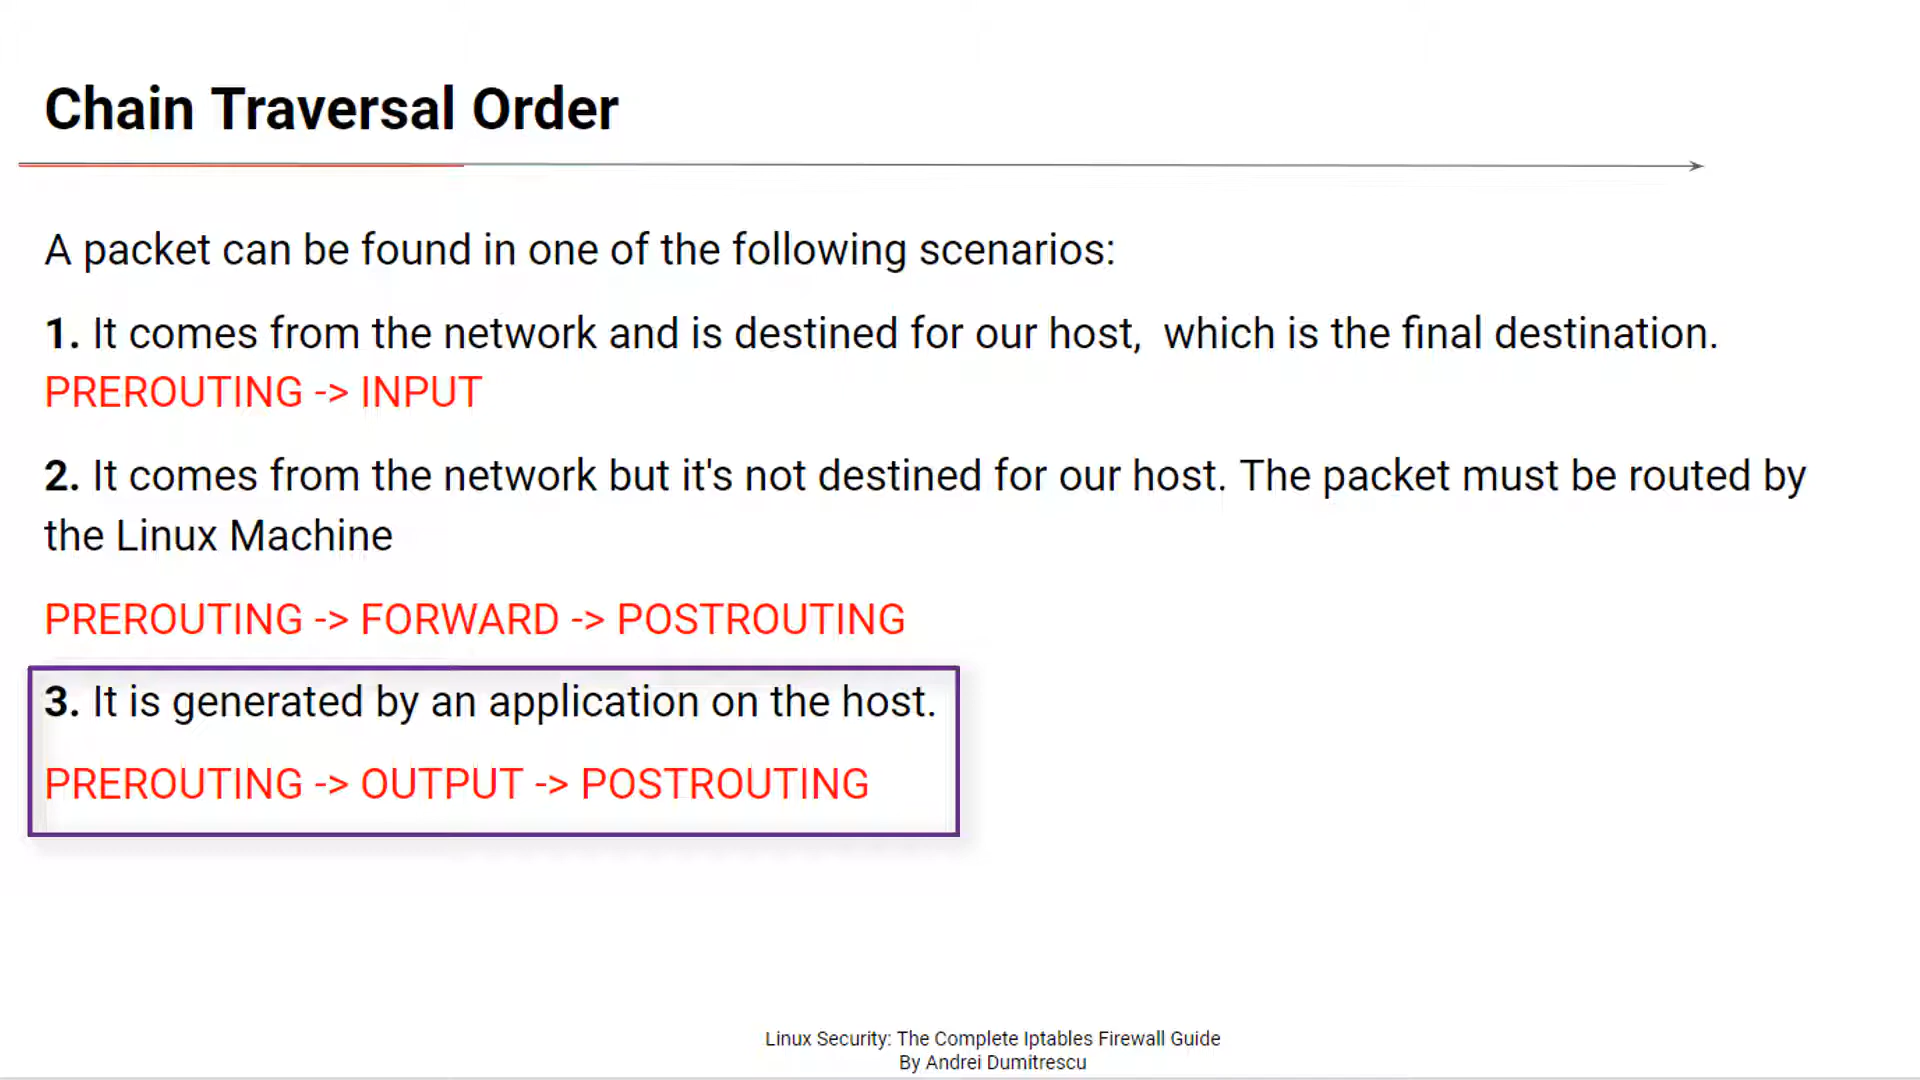 Chain Traversal Order
A packet can be found in one of the following scenarios:
1. It comes from the network and is destined for our host,  which is the final destination.
PREROUTING -> INPUT
2. It comes from the network but it's not destined for our host. The packet must be routed by
the Linux Machine
PREROUTING -> FORWARD -> POSTROUTING
3. It is generated by an application on the host.
PREROUTING -> OUTPUT -> POSTROUTING
Linux Security: The Complete Iptables Firewall Guide
By Andrei Dumitrescu